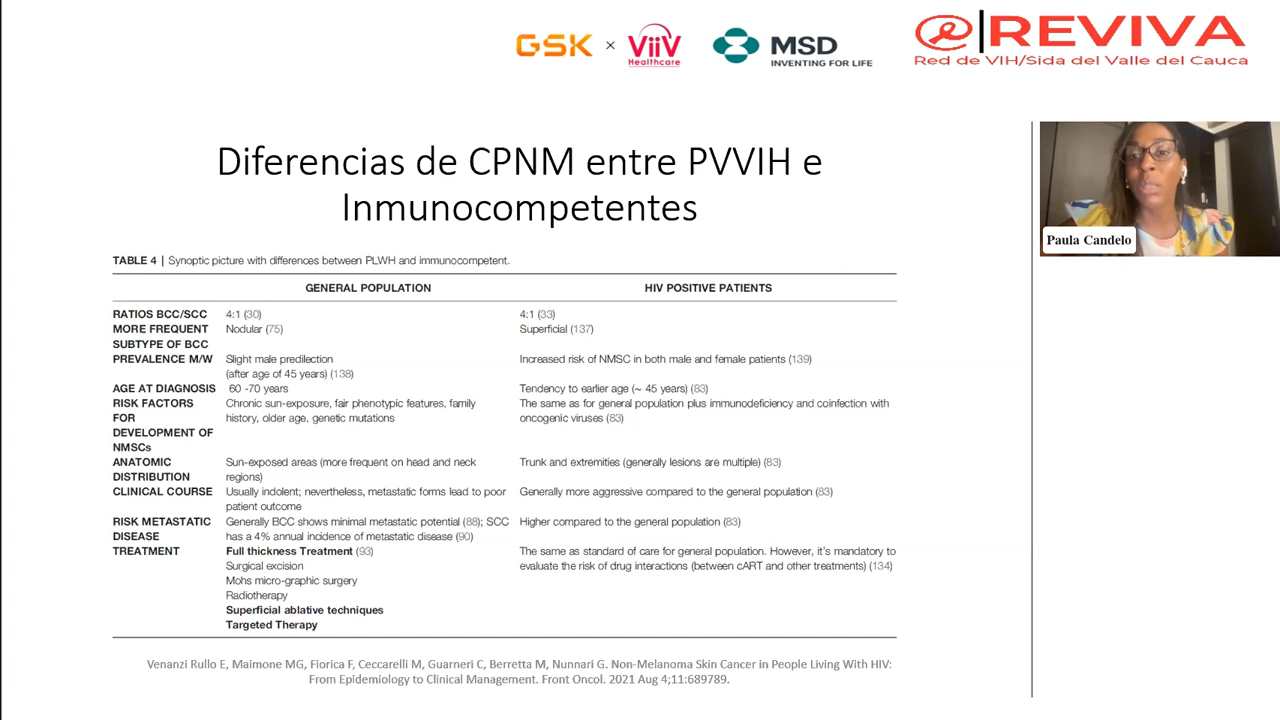 GSK × ViiV
Healthcare
MSD
INVENTING FOR LIFE
REVIVA
Red de VIH/Sida del Valle del Cauca
Diferencias de CPNM entre PVVIH e
Inmunocompetentes
Paula Candelo
TABLE 4 | Synoptic picture with differences between PLWH and immunocompetent.
GENERAL POPULATION HIV POSITIVE PATIENTS
RATIOS BCC/SCC 4:1 (30) 4:1 (33)
MORE FREQUENT Nodular (75) Superficial (137)
SUBTYPE OF BCC
PREVALENCE M/W Slight male predilection Increased risk of NMSC in both male and female patients (139)
(after age of 45 years) (138)
AGE AT DIAGNOSIS 60 -70 years Tendency to earlier age (~ 45 years) (83)
RISK FACTORS Chronic sun-exposure, fair phenotypic features, family The same as for general population plus immunodeficiency and coinfection with
FOR history, older age, genetic mutations oncogenic viruses (83)
DEVELOPMENT OF
NMSCs
ANATOMIC Sun-exposed areas (more frequent on head and neck Trunk and extremities (generally lesions are multiple) (83)
DISTRIBUTION regions)
CLINICAL COURSE Usually indolent; nevertheless, metastatic forms lead to poor Generally more aggressive compared to the general population (83)
patient outcome
RISK METASTATIC Generally BCC shows minimal metastatic potential (88); SCC Higher compared to the general population (83)
DISEASE has a 4% annual incidence of metastatic disease (90)
TREATMENT Full thickness Treatment (93) The same as standard of care for general population. However, it's mandatory to
Surgical excision evaluate the risk of drug interactions (between cART and other treatments) (134)
Mohs micro-graphic surgery
Radiotherapy
Superficial ablative techniques
Targeted Therapy
Venanzi Rullo E, Maimone MG, Fiorica F, Ceccarelli M, Guarneri C, Berretta M, Nunnari G. Non-Melanoma Skin Cancer in People Living With HIV:
From Epidemiology to Clinical Management. Front Oncol. 2021 Aug 4;11:689789.